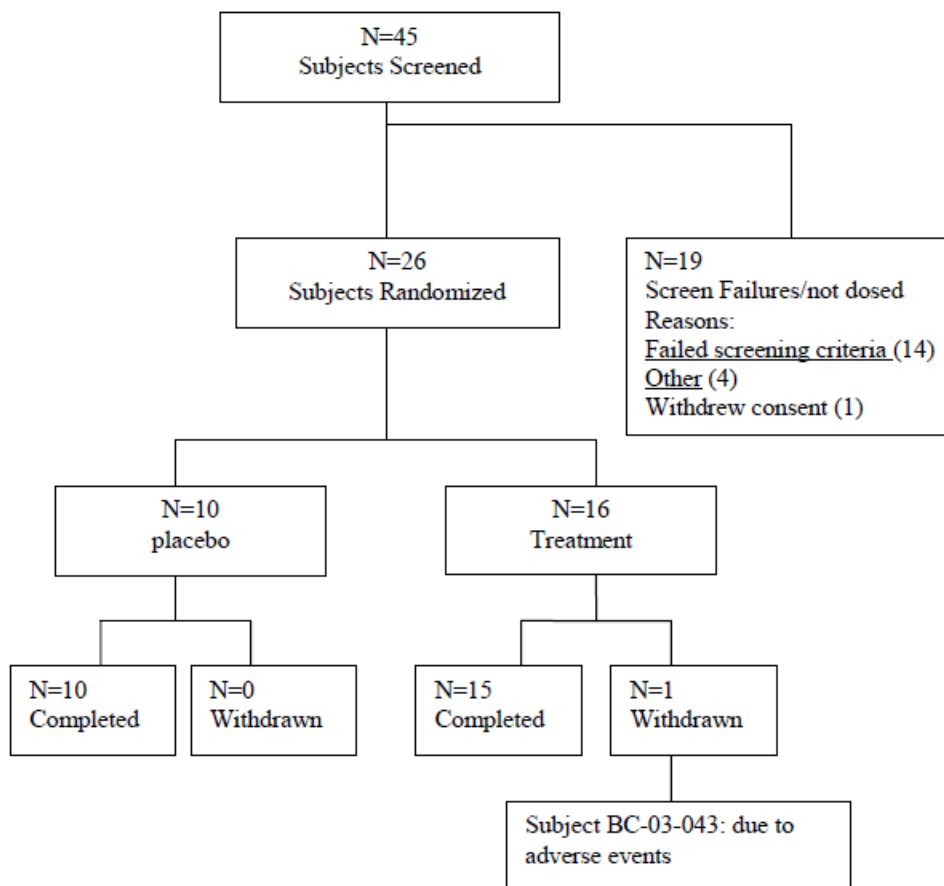 N=45
Subjects Screened
N=26
Subjects Randomized
N=19
Screen Failures/not dosed
Reasons:
Failed screening criteria (14)
Other (4)
Withdrew consent (1)
N=10
placebo
N=16
Treatment
N=10
Completed
N=0
Withdrawn
N=15
Completed
N=1
Withdrawn
Subject BC-03-043: due to
adverse events